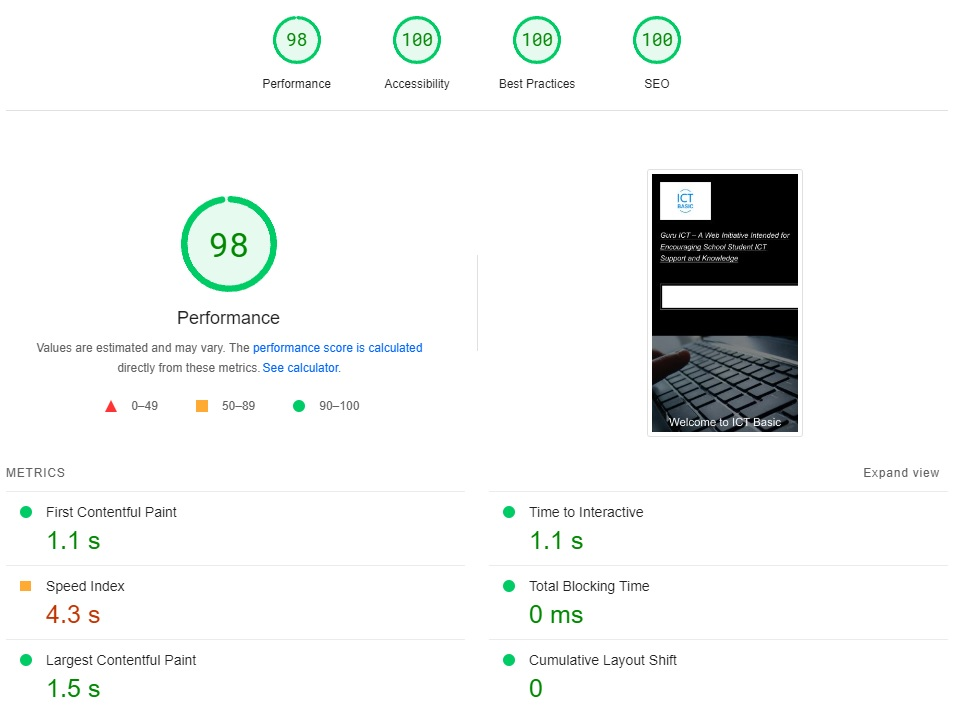 98
100
100
100
Performance
Accessibility
Best Practices
SEO
98
Performance
Values are estimated and may vary. The performance score is calculated
directly from these metrics. See calculator.
0–49
50–89
90–100
ICT
BASIC
Guru ICT – A Web Initiative Intended for
Encouraging School Student ICT
Support and Knowledge
Welcome to ICT Basic
METRICS
Expand view
First Contentful Paint
1.1 s
Time to Interactive
1.1 s
Speed Index
4.3 s
Total Blocking Time
0 ms
Largest Contentful Paint
1.5 s
Cumulative Layout Shift
0